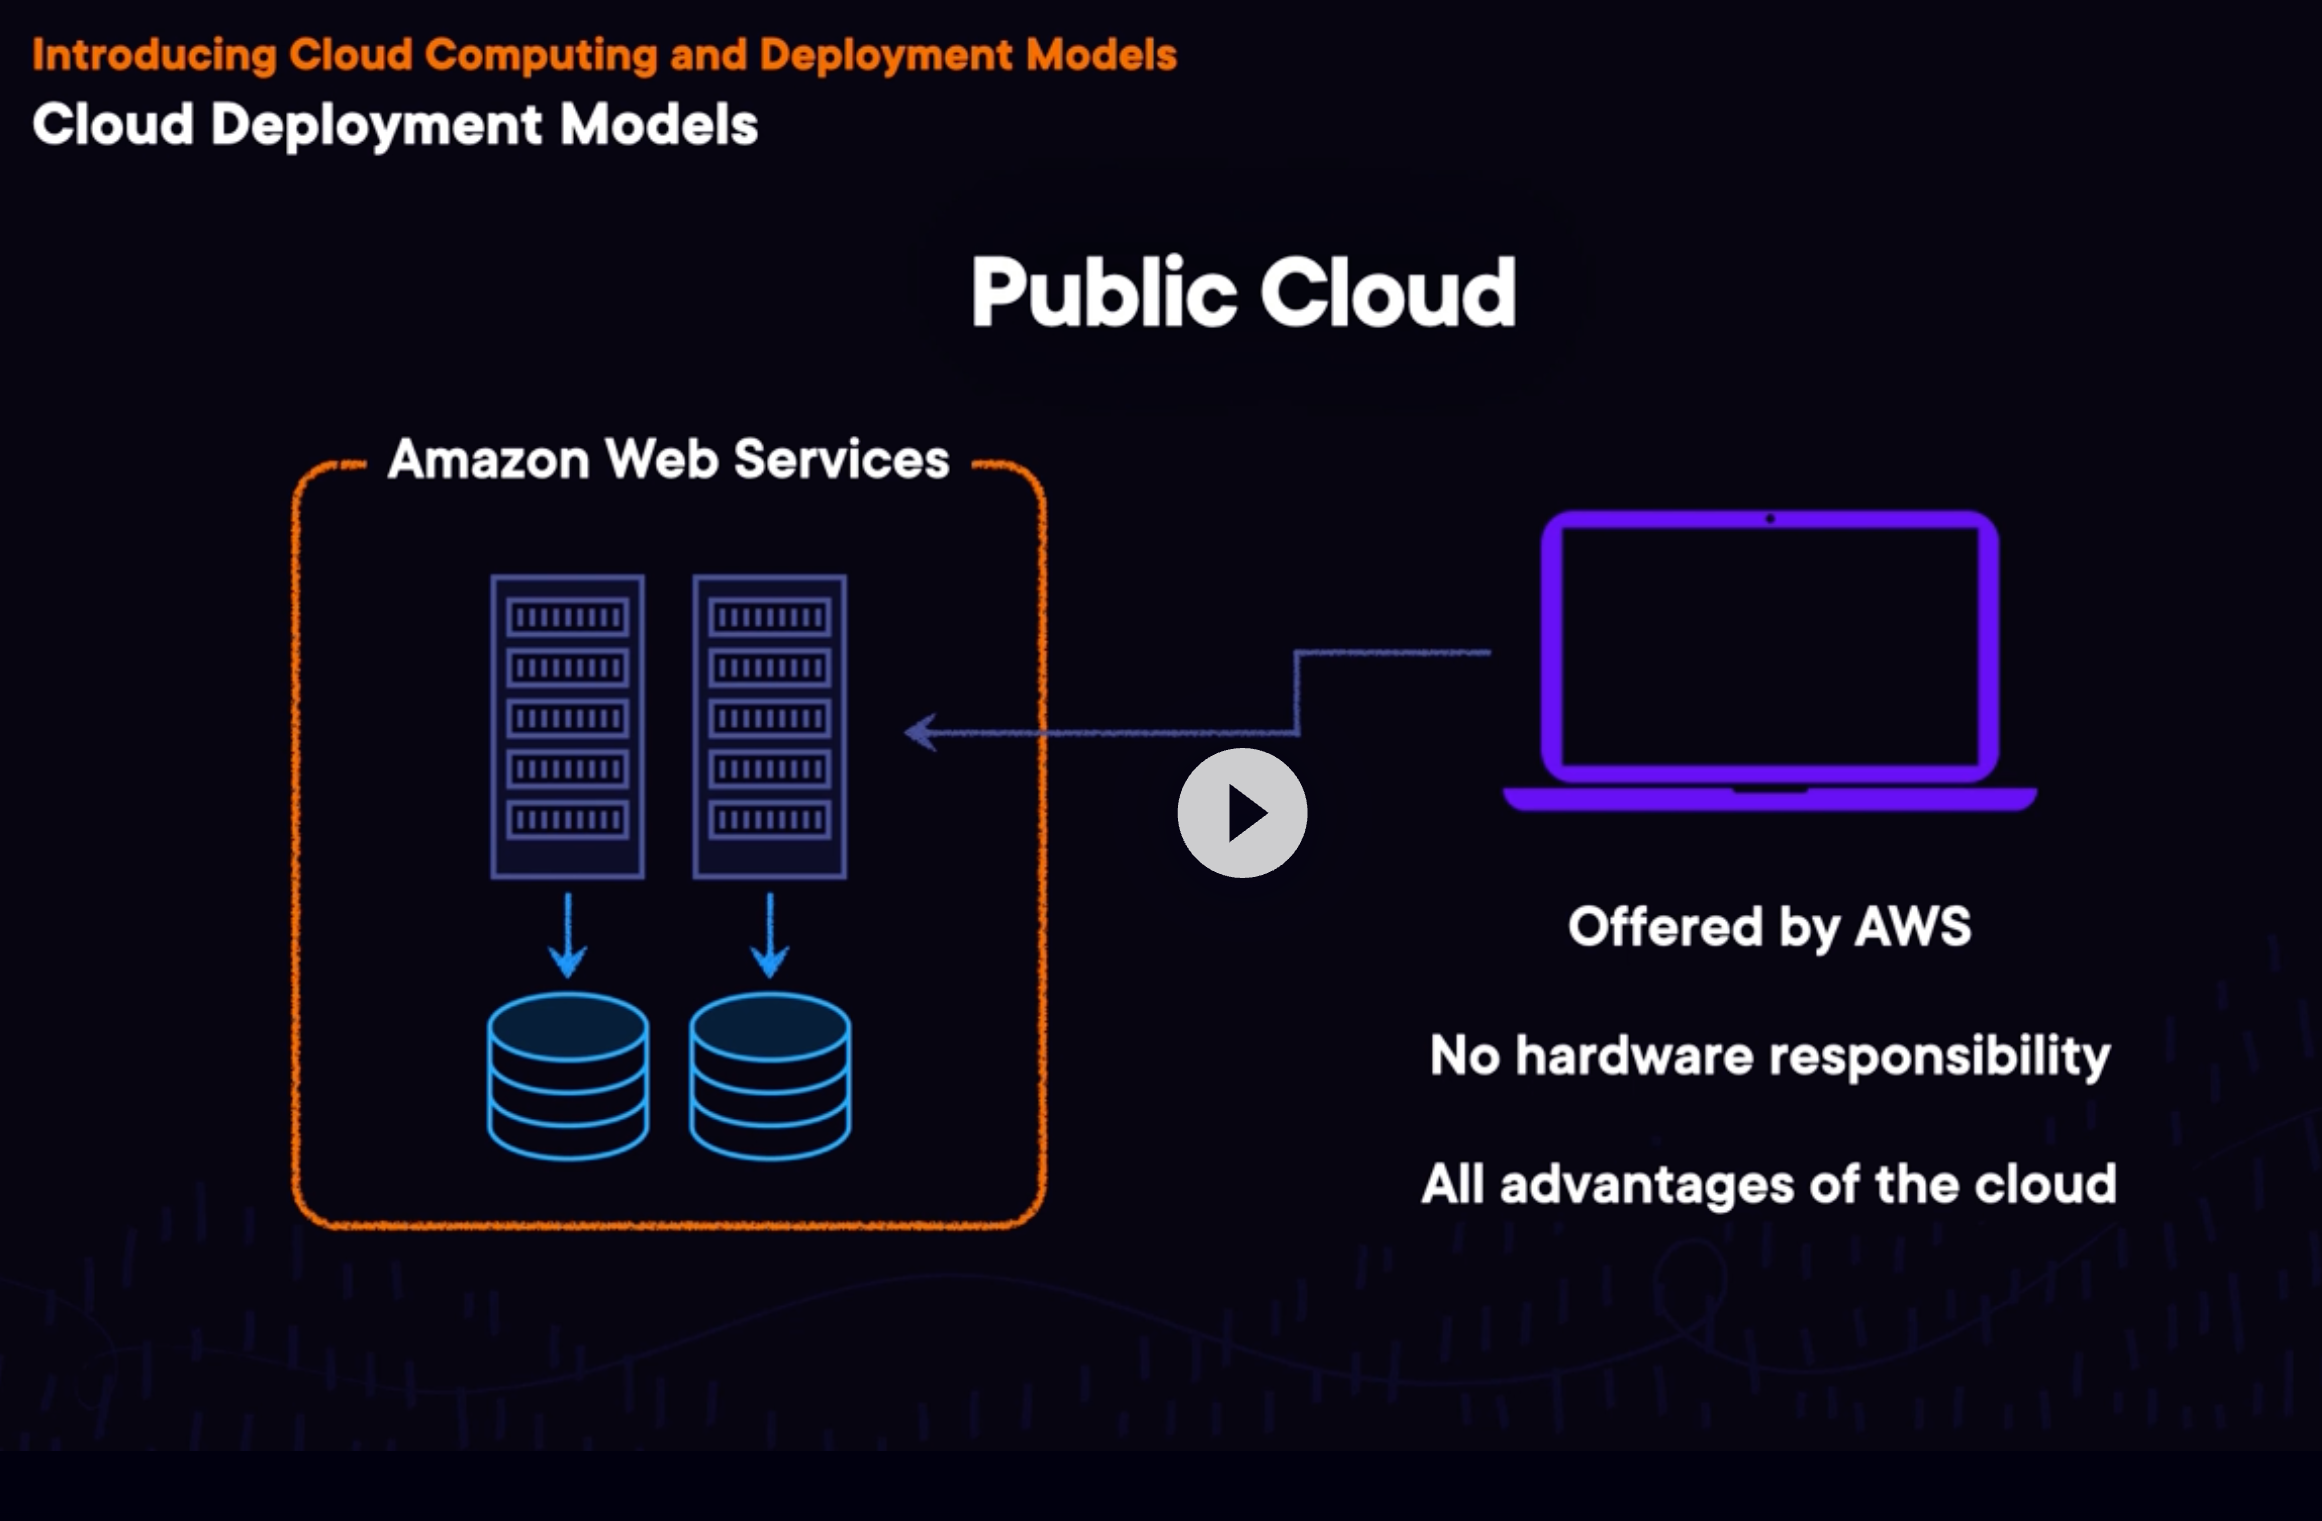 Introducing Cloud Computing and Deployment Models
Cloud Deployment Models
Public Cloud
Amazon Web Services
Offered by AWS
No hardware responsibility
All advantages of the cloud